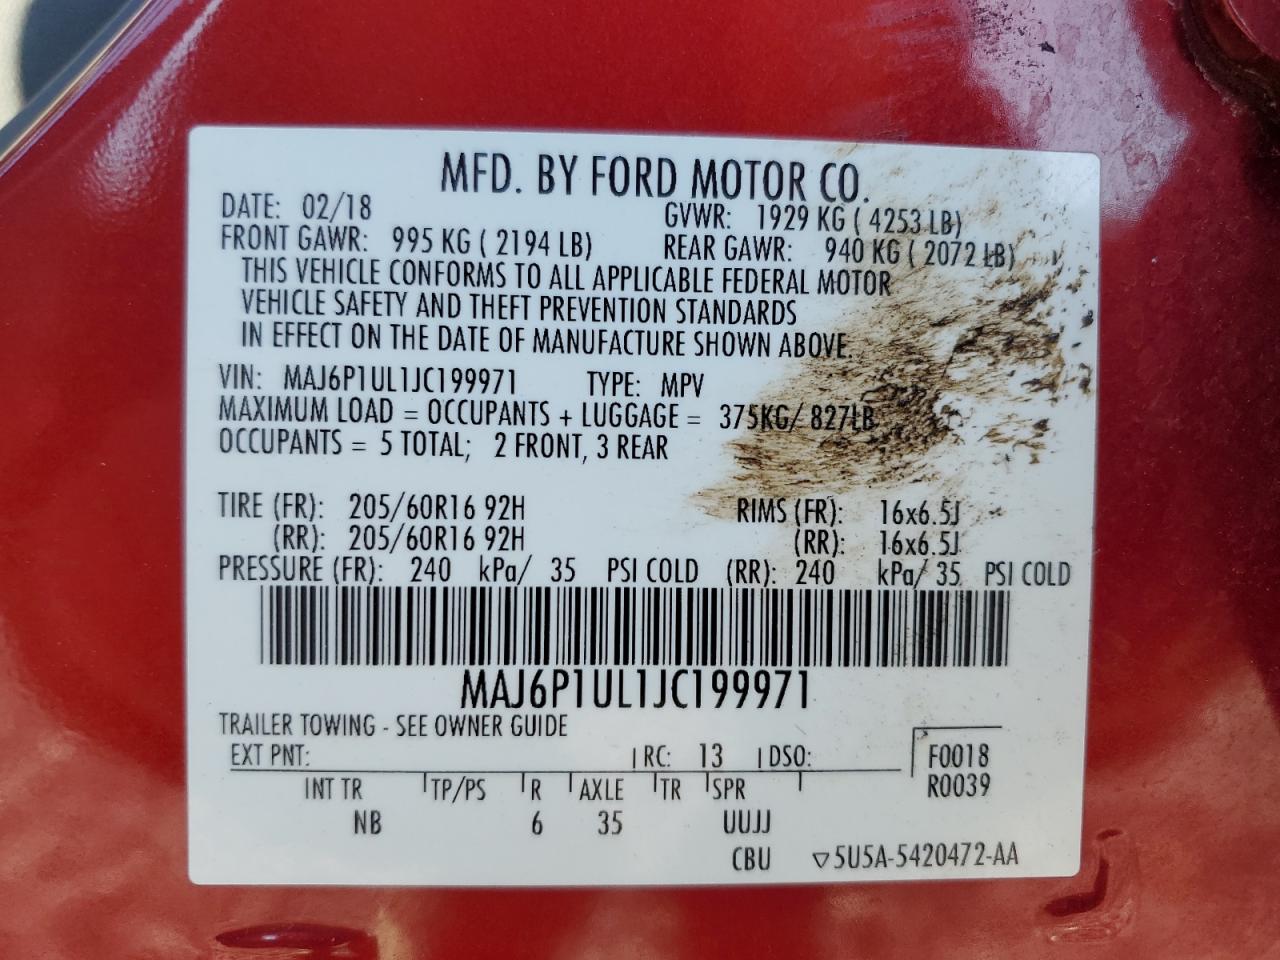 MFD. BY FORD MOTOR CO.
DATE: 02/18 GVWR: 1929 KG ( 4253 LB)
FRONT GAWR: 995 KG ( 2194 LB) REAR GAWR: 940 KG ( 2072 LB)
THIS VEHICLE CONFORMS TO ALL APPLICABLE FEDERAL MOTOR
VEHICLE SAFETY AND THEFT PREVENTION STANDARDS
IN EFFECT ON THE DATE OF MANUFACTURE SHOWN ABOVE.
VIN: MAJ6P1UL1JC199971 TYPE: MPV
MAXIMUM LOAD = OCCUPANTS + LUGGAGE = 375KG/ 827LB
OCCUPANTS = 5 TOTAL; 2 FRONT, 3 REAR
TIRE (FR): 205/60R16 92H RIMS (FR): 16x6.5J
(RR): 205/60R16 92H (RR): 16x6.5J
PRESSURE (FR): 240 kPa/ 35 PSI COLD (RR): 240 kPa/ 35 PSI COLD
MAJ6P1UL1JC199971
TRAILER TOWING - SEE OWNER GUIDE
EXT PNT: RC: 13 DSO: F0018
INT TR TP/PS R AXLE TR SPR R0039
NB 6 35 UUJJ
CBU ▽5U5A-5420472-AA